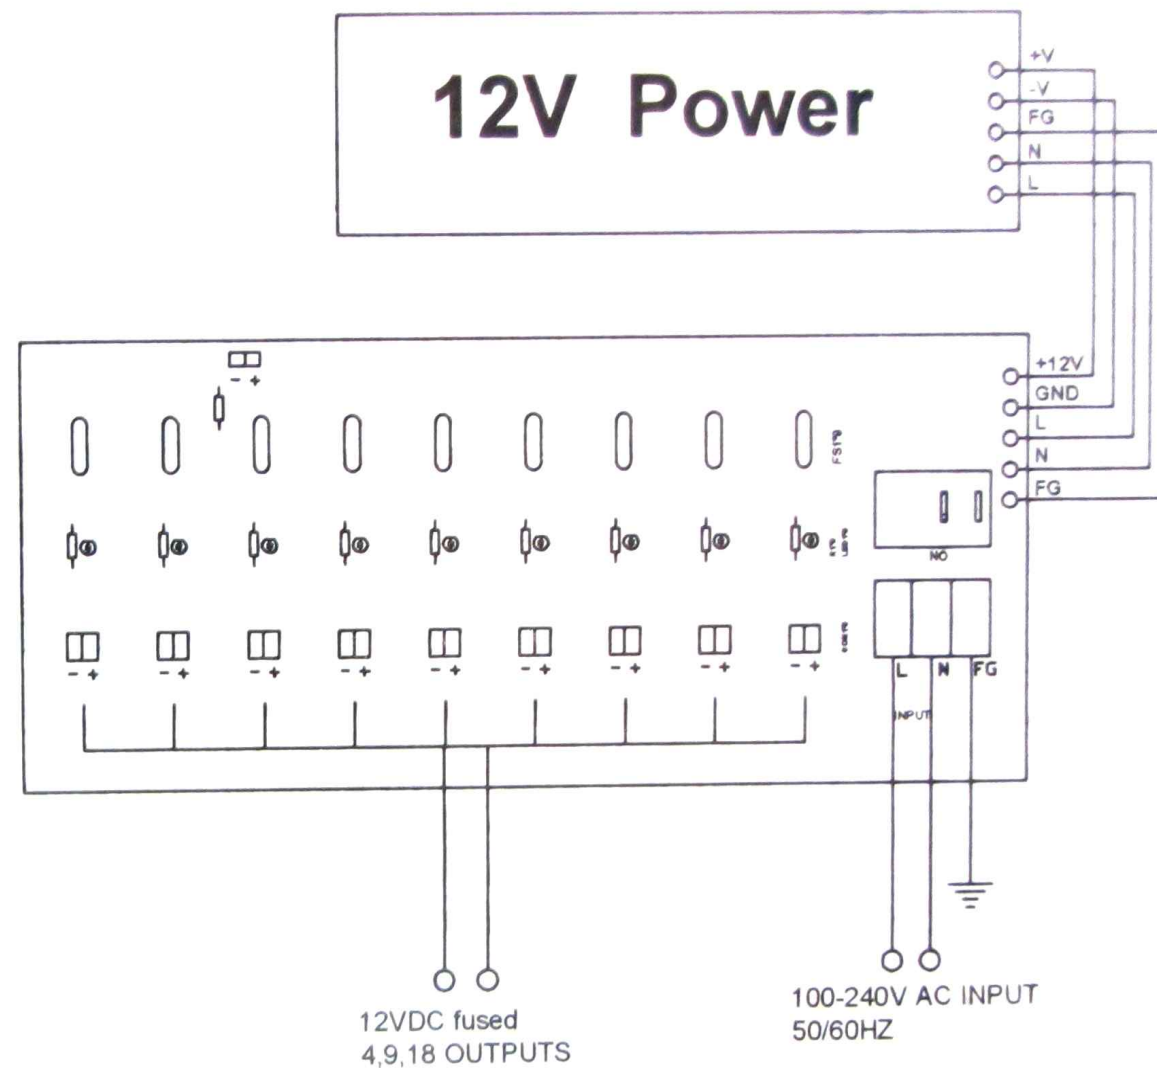 12V Power
+V
-V
FG
N
L
- +
+12V
GND
L
N
FG
NO
- + - + - + - + - + - + - + - + - +
L N FG
INPUT
12VDC fused
4,9,18 OUTPUTS
100-240V AC INPUT
50/60HZ